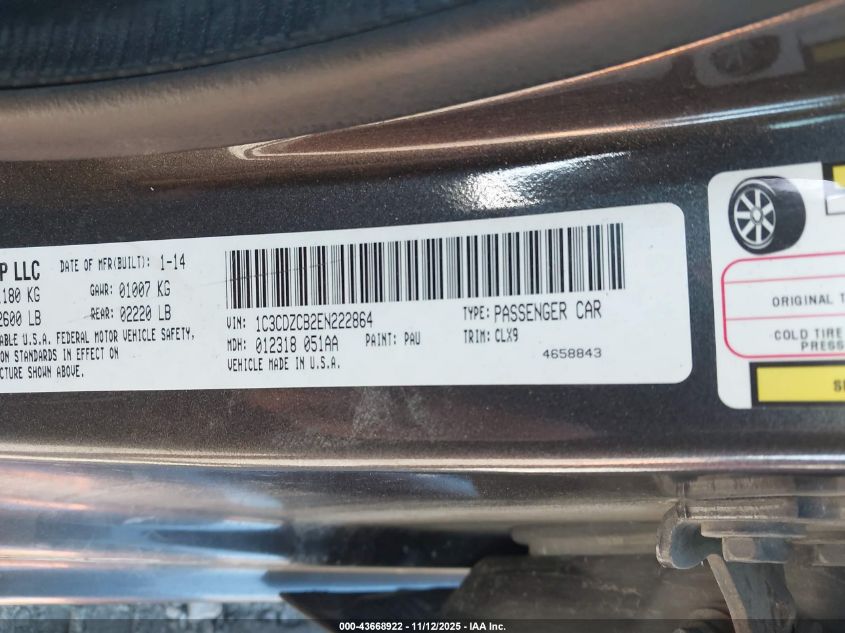 P LLC
DATE OF MFR(BUILT): 1-14
1180 KG
GAWR: 01007 KG
2600 LB
REAR: 02220 LB
ABLE U.S.A. FEDERAL MOTOR VEHICLE SAFETY,
ON STANDARDS IN EFFECT ON
CTURE SHOWN ABOVE.
VIN: 1C3CDZCB2EN222864
TYPE: PASSENGER CAR
MDH: 012318 051AA
PAINT: PAU
TRIM: CLX9
VEHICLE MADE IN U.S.A.
4658843
ORIGINAL T
COLD TIRE
PRESS
000-43668922 - 11/12/2025 - IAA Inc.